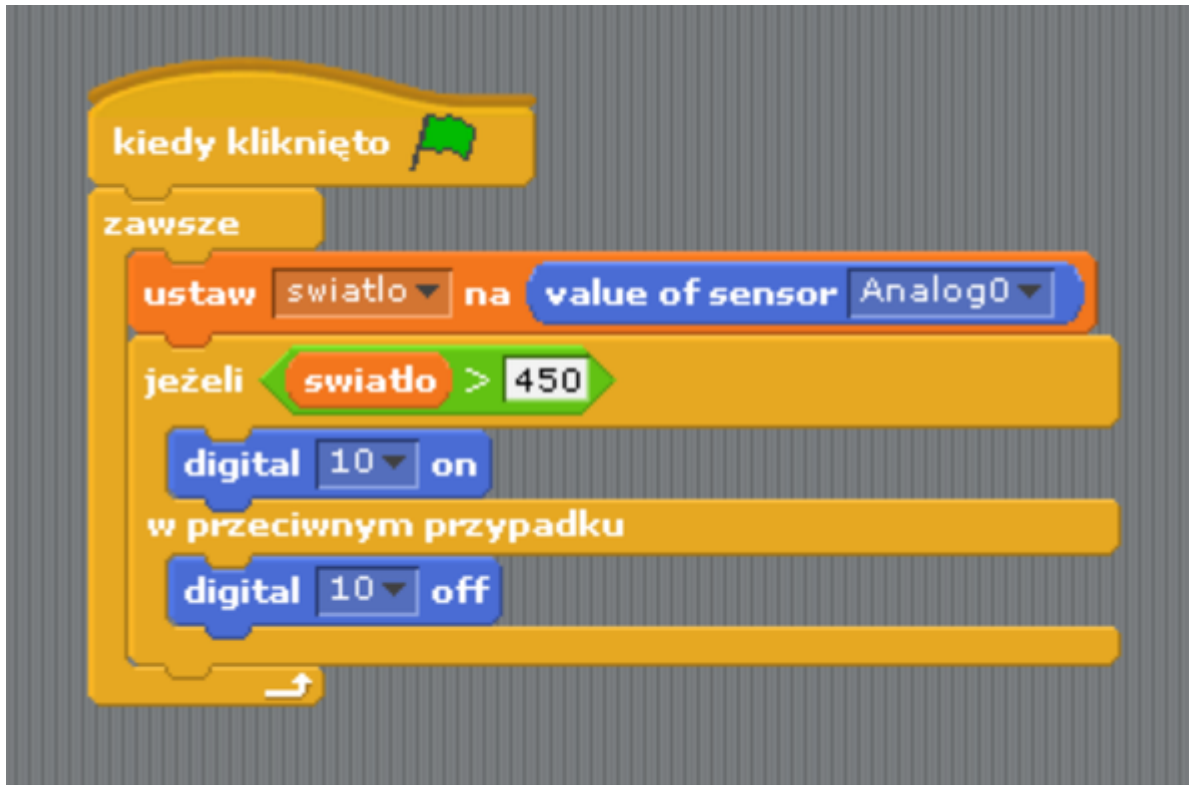 kiedy kliknięto
zawsze
ustaw swiatlo na value of sensor Analog0
jeżeli swiatlo > 450
digital 10 on
w przeciwnym przypadku
digital 10 off